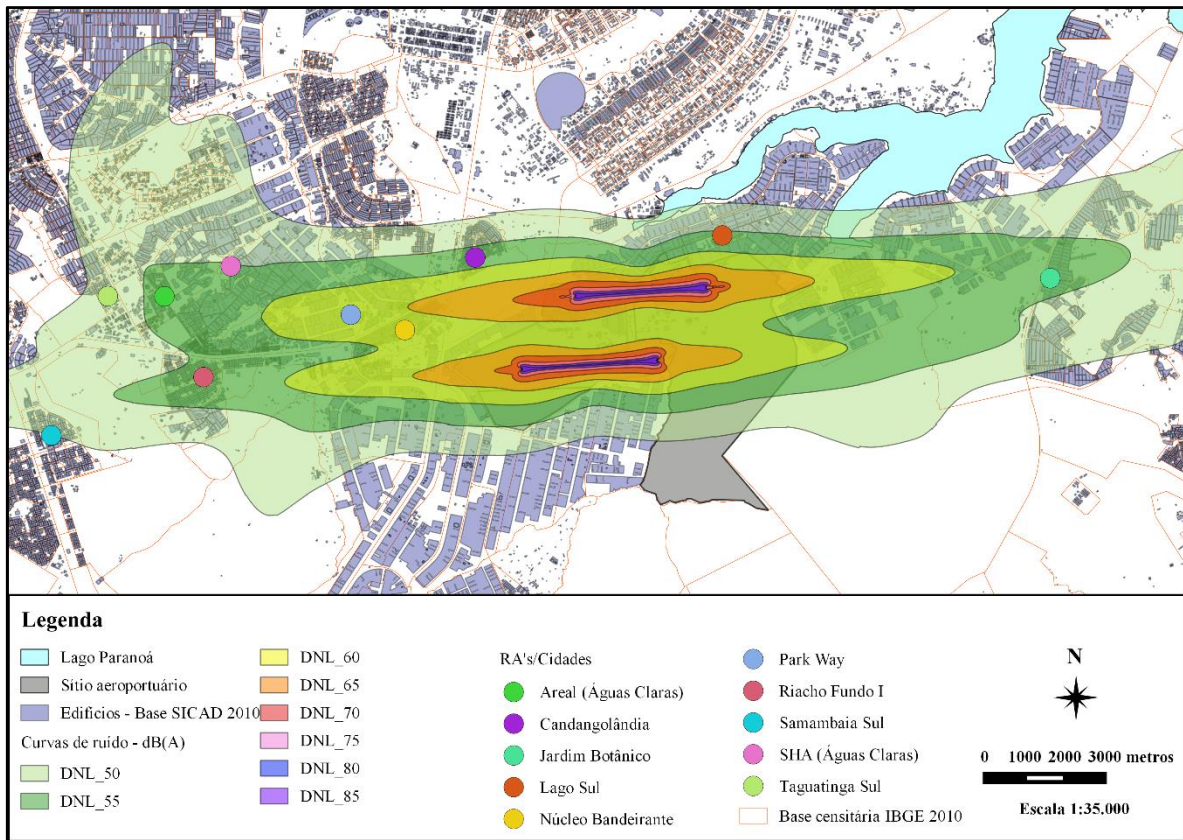 Legenda
Lago Paranoá
Sítio aeroportuário
Edifícios - Base SICAD 2010
Curvas de ruído - dB(A)
DNL_50
DNL_55
DNL_60
DNL_65
DNL_70
DNL_75
DNL_80
DNL_85
RA's/Cidades
Areal (Águas Claras)
Candangolândia
Jardim Botânico
Lago Sul
Núcleo Bandeirante
Park Way
Riacho Fundo I
Samambaia Sul
SHA (Águas Claras)
Taguatinga Sul
Base censitária IBGE 2010
N
0 1000 2000 3000 metros
Escala 1:35.000